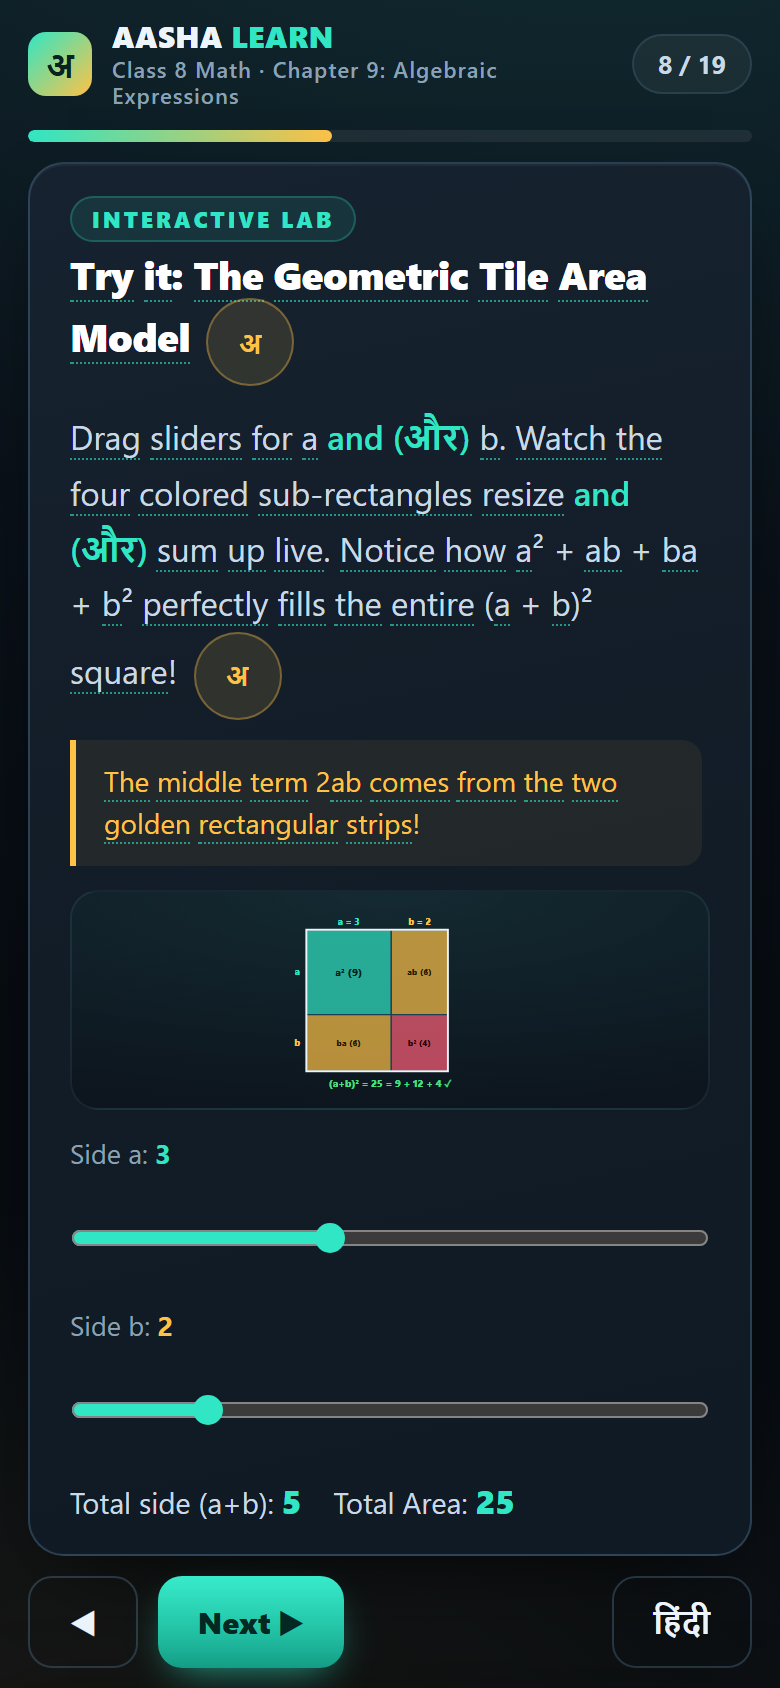 अ
AASHA LEARN
Class 8 Math · Chapter 9: Algebraic
Expressions
8 / 19
INTERACTIVE LAB
Try it: The Geometric Tile Area
Model अ
Drag sliders for a and (और) b. Watch the
four colored sub-rectangles resize and
(और) sum up live. Notice how a² + ab + ba
+ b² perfectly fills the entire (a + b)²
square! अ
The middle term 2ab comes from the two
golden rectangular strips!
a = 3 b = 2
a a² (9) ab (6)
b ba (6) b² (4)
(a+b)² = 25 = 9 + 12 + 4 ✓
Side a: 3
Side b: 2
Total side (a+b): 5 Total Area: 25
◀ Next ▶ हिंदी